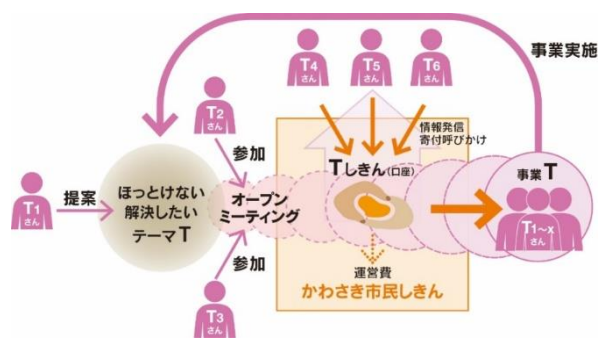 T4
さん
T5
さん
T6
さん
事業実施
T2
さん
参加
情報発信
寄付呼びかけ
Tしきん(口座)
事業 T
T1
さん
提案
ほっとけない
解決したい
テーマ T
オープン
ミーティング
T1~x
さん
参加
運営費
かわさき市民しきん
T3
さん